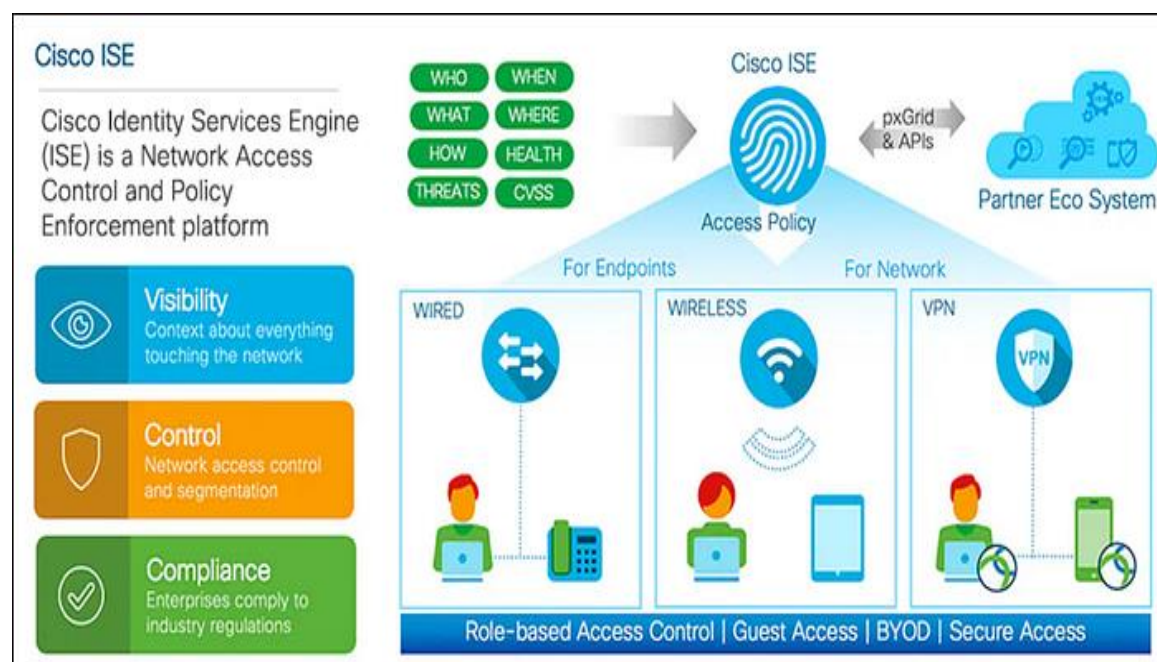 Cisco ISE
Cisco Identity Services Engine
(ISE) is a Network Access
Control and Policy
Enforcement platform
Visibility
Context about everything
touching the network
Control
Network access control
and segmentation
Compliance
Enterprises comply to
industry regulations
WHO WHEN
WHAT WHERE
HOW HEALTH
THREATS CVSS
Cisco ISE
Access Policy
pxGrid
& APIs
Partner Eco System
For Endpoints
For Network
WIRED
WIRELESS
VPN
VPN
Role-based Access Control | Guest Access | BYOD | Secure Access